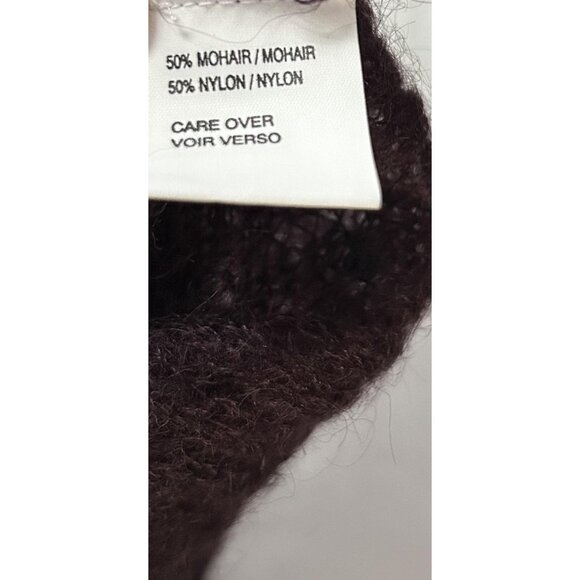 50% MOHAIR / MOHAIR
50% NYLON / NYLON
CARE OVER
VOIR VERSO